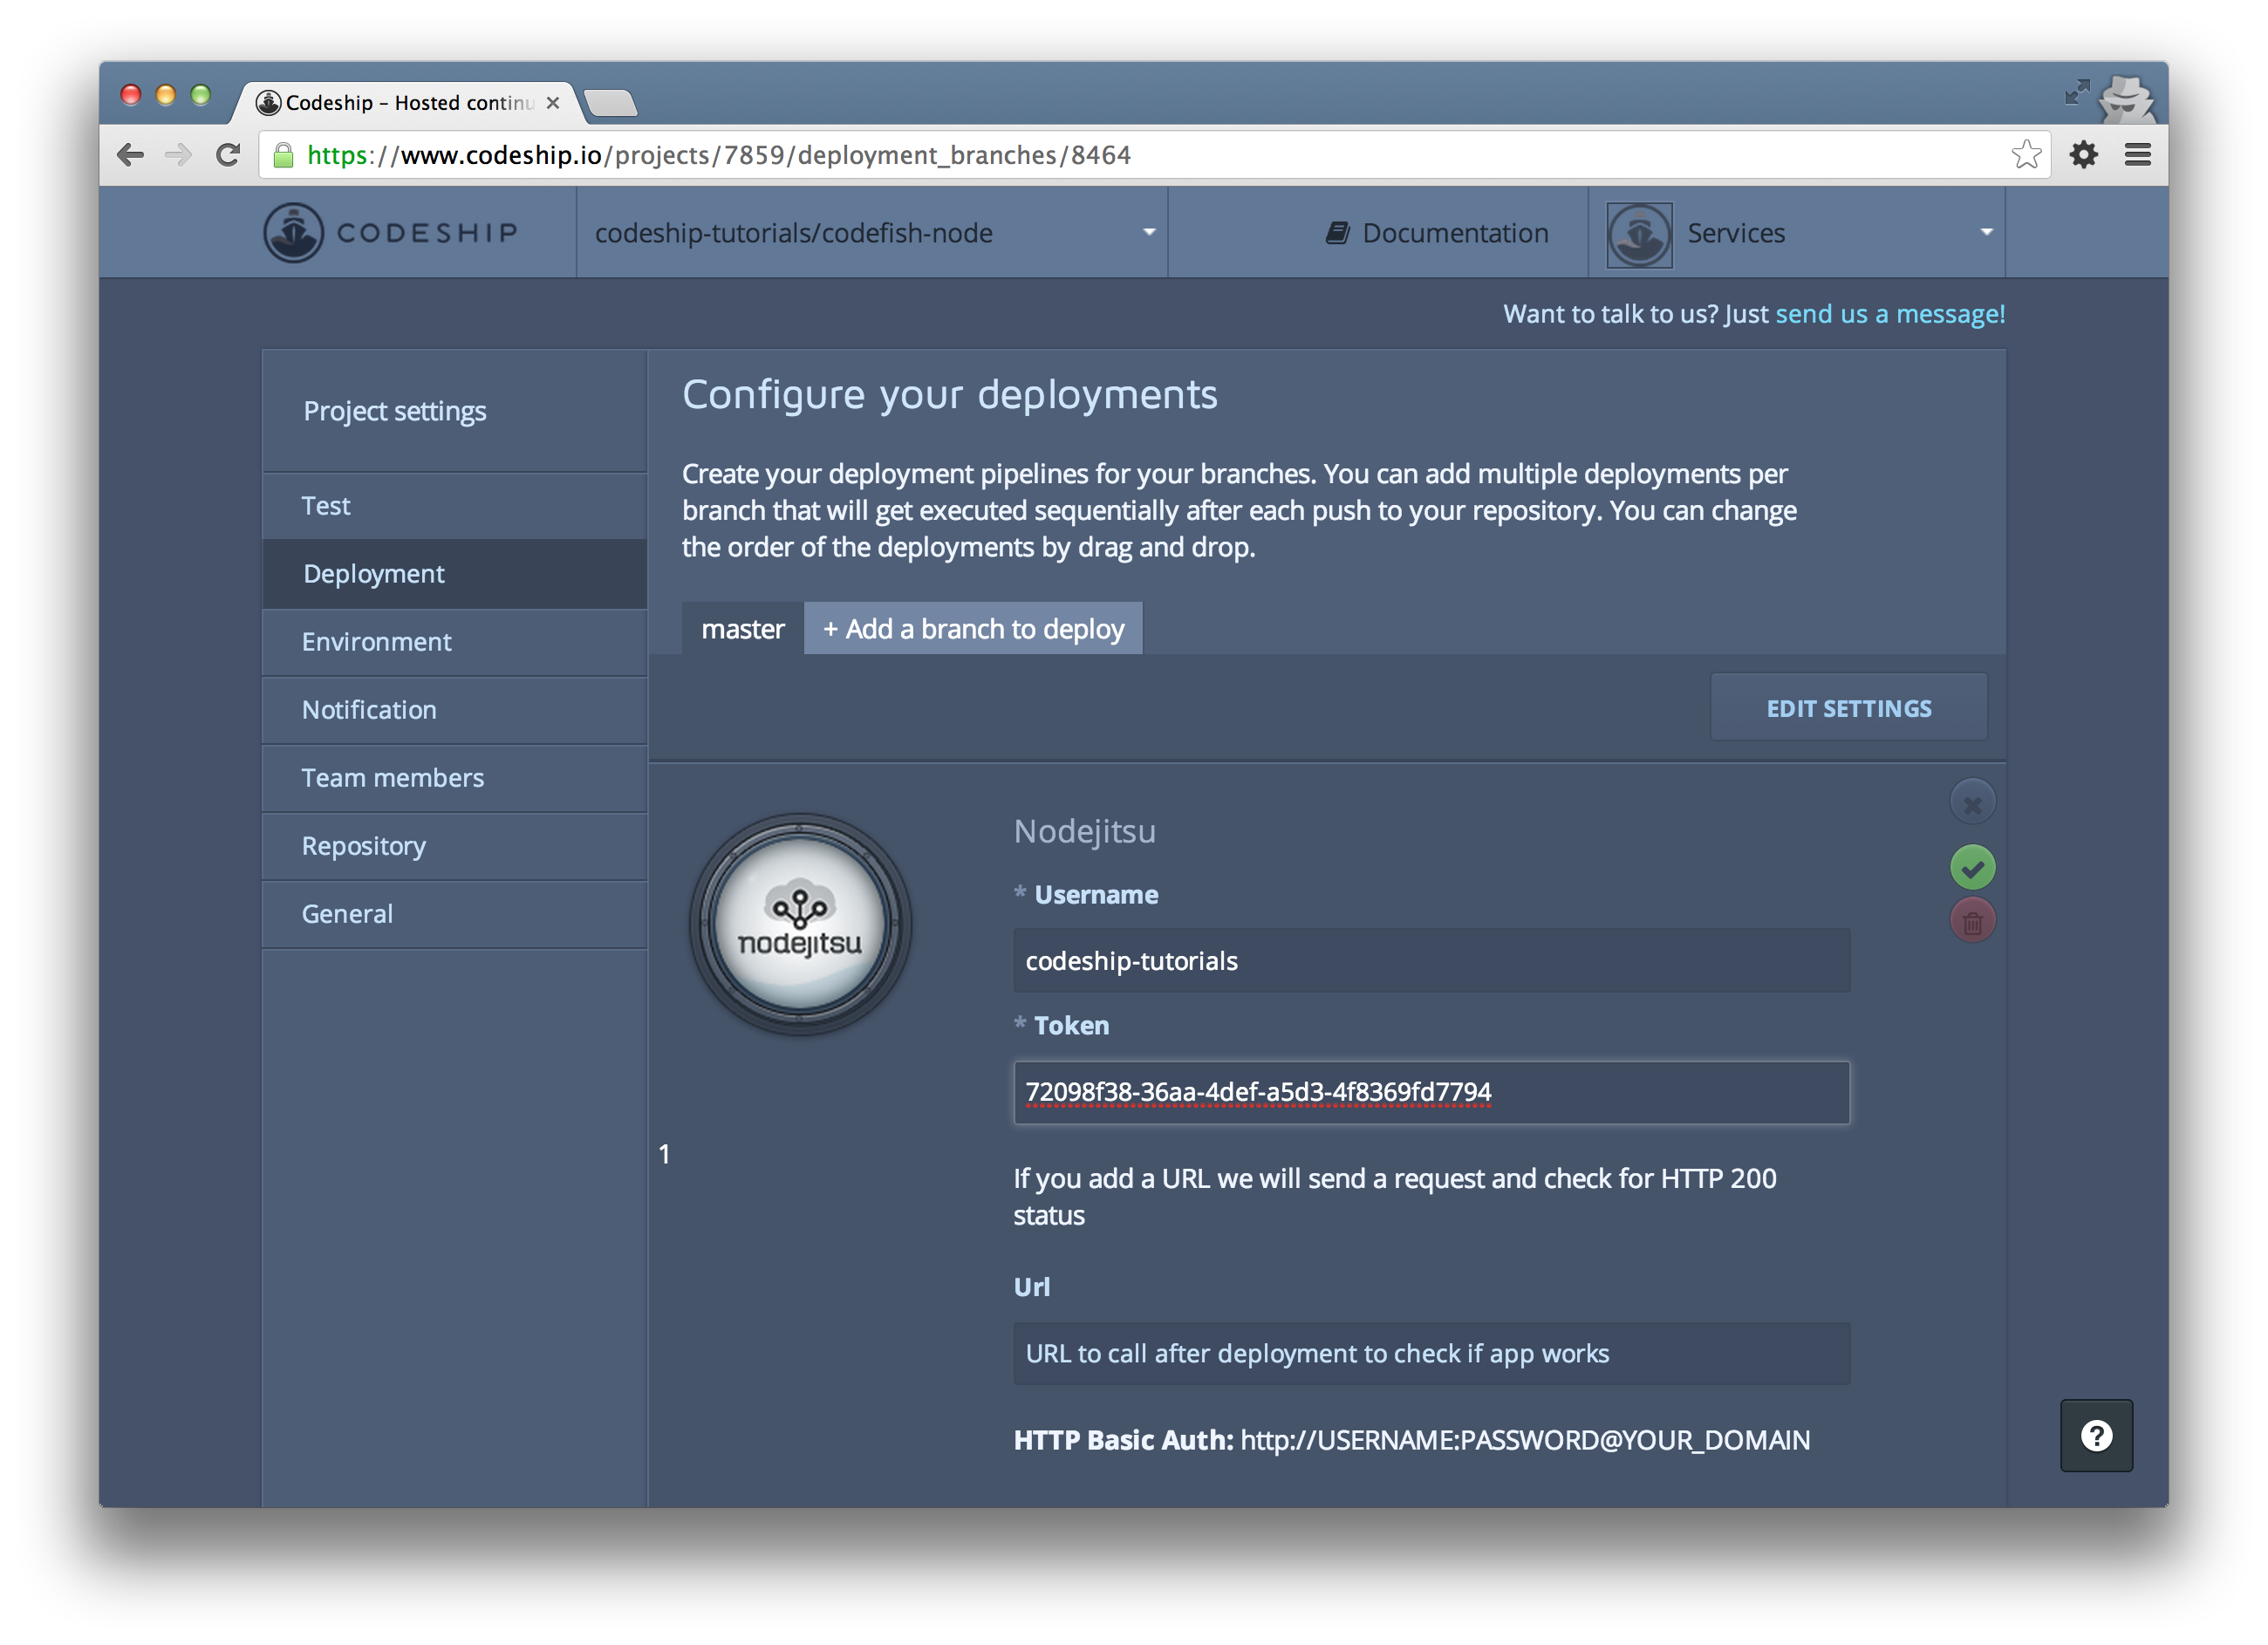 Codeship – Hosted continu
https://www.codeship.io/projects/7859/deployment_branches/8464
CODESHIP
codeship-tutorials/codefish-node
Documentation
Services
Want to talk to us? Just send us a message!
Project settings
Test
Deployment
Environment
Notification
Team members
Repository
General
Configure your deployments
Create your deployment pipelines for your branches. You can add multiple deployments per
branch that will get executed sequentially after each push to your repository. You can change
the order of the deployments by drag and drop.
master
+ Add a branch to deploy
EDIT SETTINGS
1
nodejitsu
Nodejitsu
* Username
codeship-tutorials
* Token
72098f38-36aa-4def-a5d3-4f8369fd7794
If you add a URL we will send a request and check for HTTP 200
status
Url
URL to call after deployment to check if app works
HTTP Basic Auth: http://USERNAME:PASSWORD@YOUR_DOMAIN
?